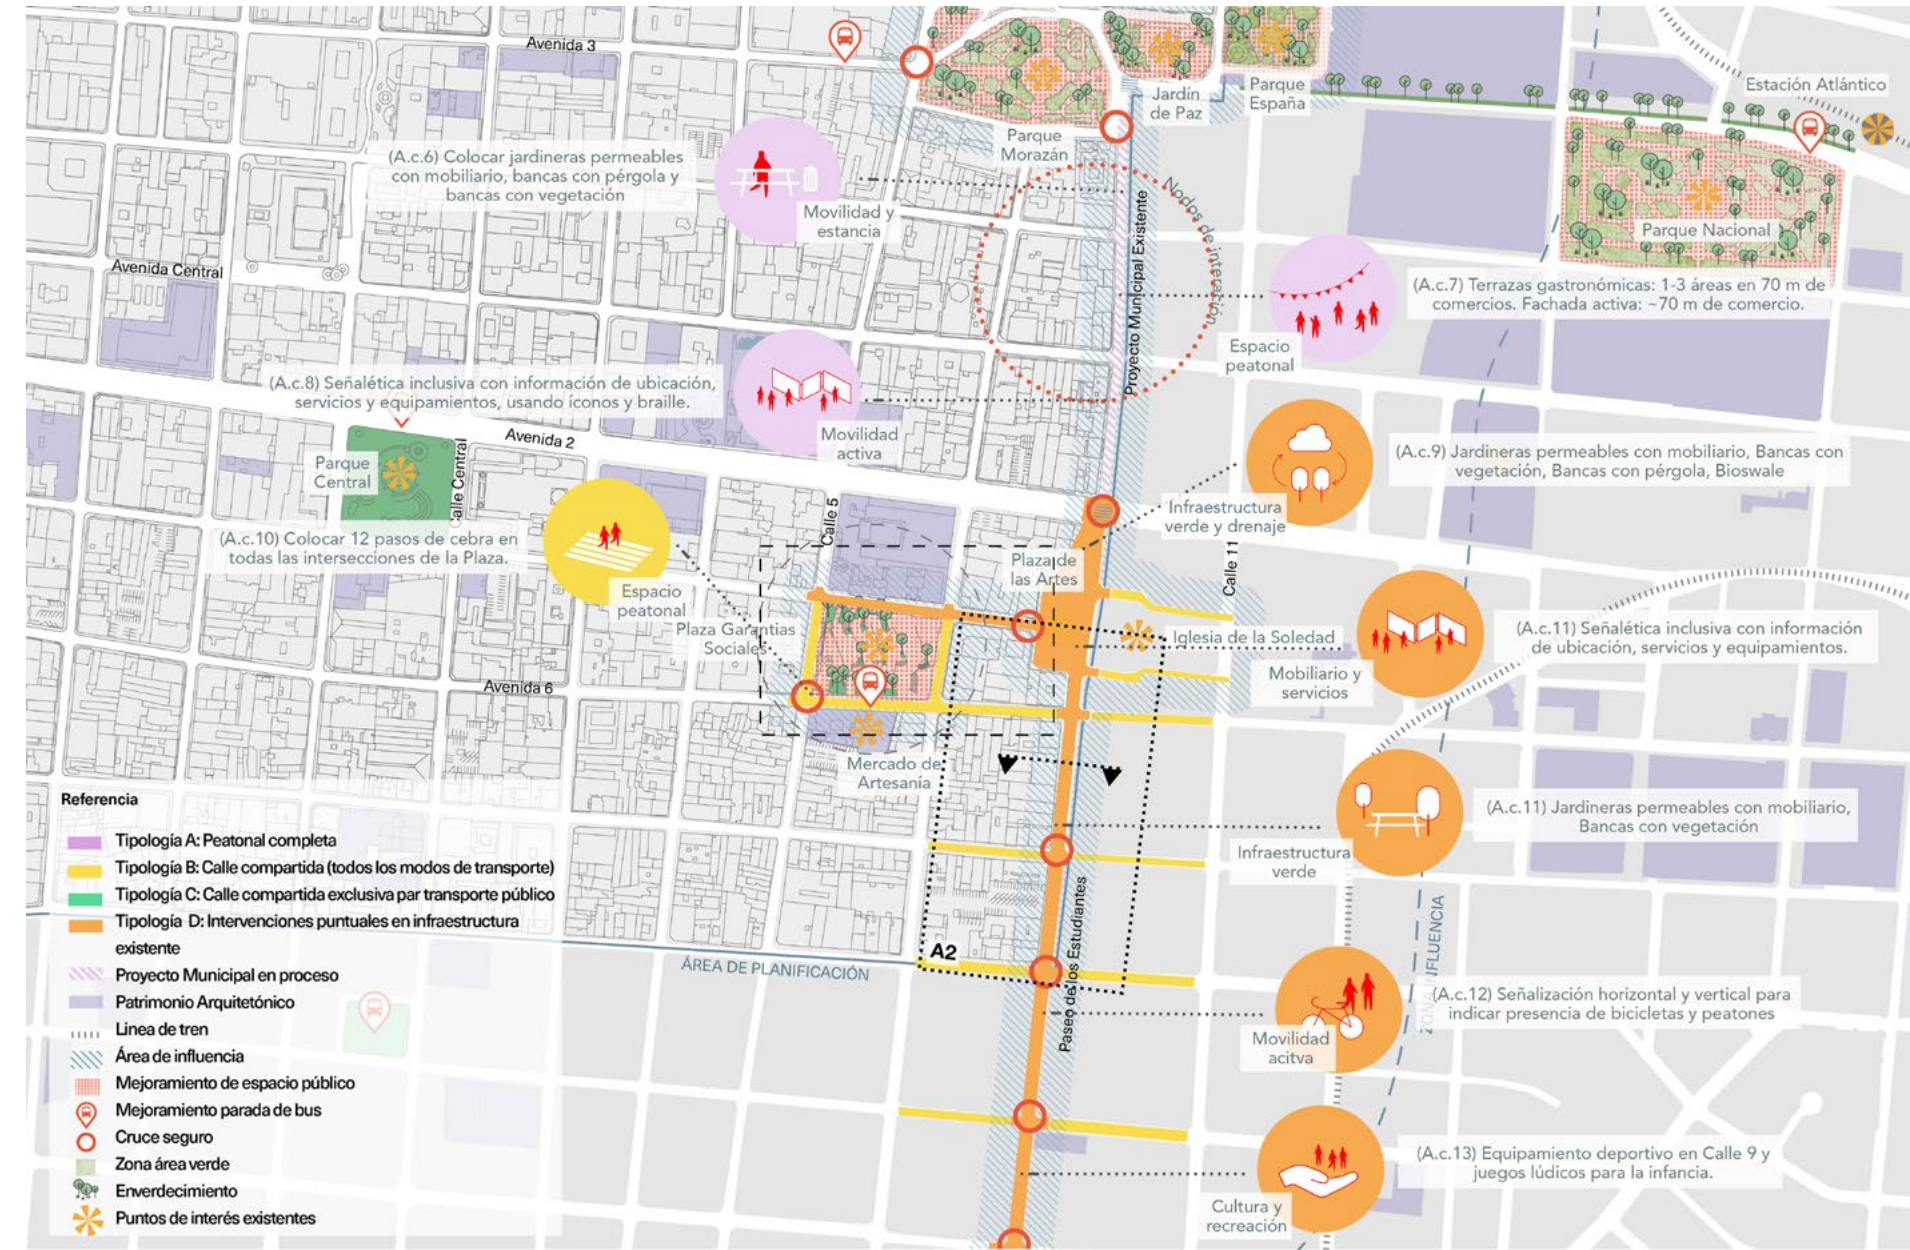 Avenida 3
Estación Atlántico
Jardín
de Paz
Parque
España
Parque
Morazán
(A.c.6) Colocar jardineras permeables
con mobiliario, bancas con pérgola y
bancas con vegetación
Movilidad y
estancia
Nodos de interacción
Proyecto Municipal Existente
Parque Nacional
Avenida Central
(A.c.7) Terrazas gastronómicas: 1-3 áreas en 70 m de
comercios. Fachada activa: ~70 m de comercio.
Espacio
peatonal
(A.c.8) Señalética inclusiva con información de ubicación,
servicios y equipamientos, usando íconos y braille.
Movilidad
activa
Avenida 2
Parque
Central
Calle Central
(A.c.9) Jardineras permeables con mobiliario, Bancas con
vegetación, Bancas con pérgola, Bioswale
Infraestructura
verde y drenaje
Calle 5
(A.c.10) Colocar 12 pasos de cebra en
todas las intersecciones de la Plaza.
Espacio
peatonal
Plaza de
las Artes
Calle 11
Plaza Garantias
Sociales
Iglesia de la Soledad
(A.c.11) Señalética inclusiva con información
de ubicación, servicios y equipamientos.
Mobiliario y
servicios
Avenida 6
Mercado de
Artesanía
(A.c.11) Jardineras permeables con mobiliario,
Bancas con vegetación
Infraestructura
verde
Paseo de los Estudiantes
A2
ÁREA DE PLANIFICACIÓN
ZONA INFLUENCIA
(A.c.12) Señalización horizontal y vertical para
indicar presencia de bicicletas y peatones
Movilidad
acitva
(A.c.13) Equipamiento deportivo en Calle 9 y
juegos lúdicos para la infancia.
Cultura y
recreación
Referencia
Tipología A: Peatonal completa
Tipología B: Calle compartida (todos los modos de transporte)
Tipología C: Calle compartida exclusiva par transporte público
Tipología D: Intervenciones puntuales en infraestructura
existente
Proyecto Municipal en proceso
Patrimonio Arquitetónico
Linea de tren
Área de influencia
Mejoramiento de espacio público
Mejoramiento parada de bus
Cruce seguro
Zona área verde
Enverdecimiento
Puntos de interés existentes